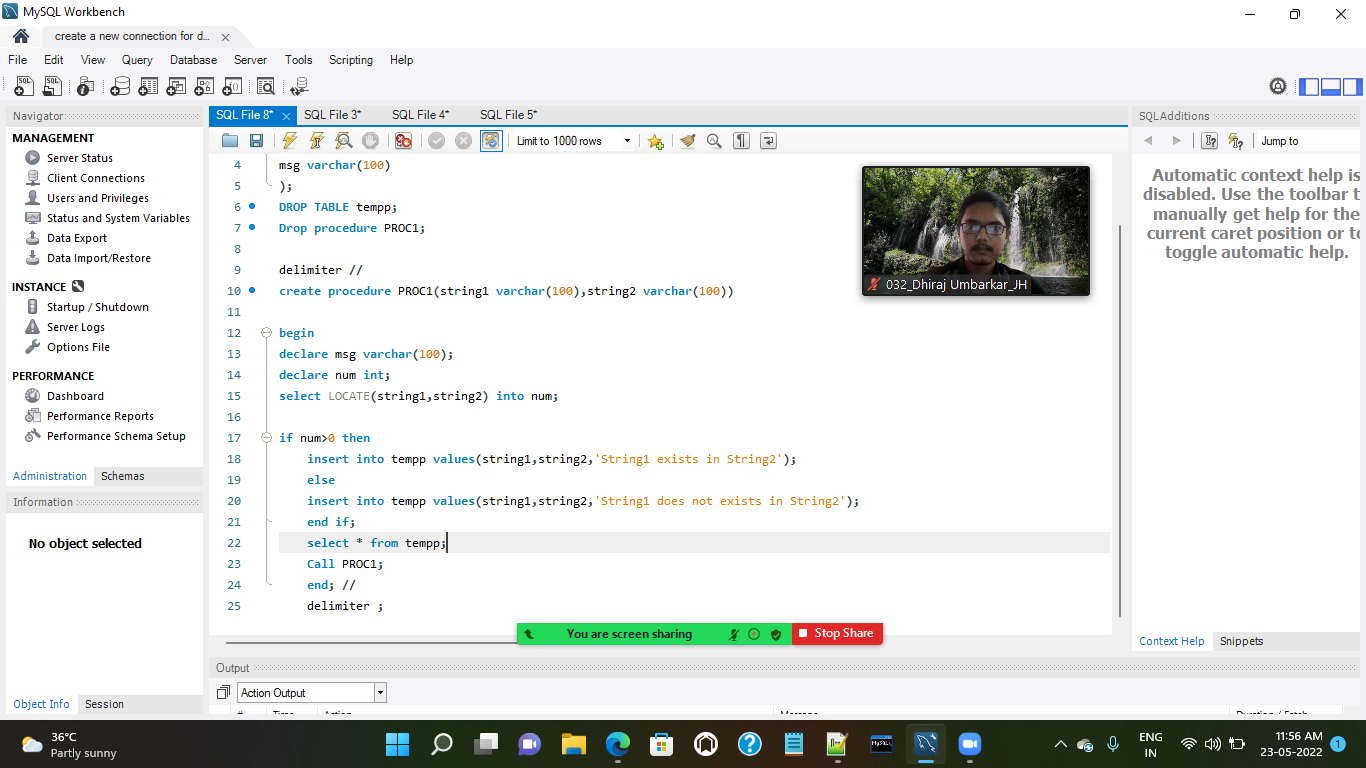 MySQL Workbench
create a new connection for d...
File Edit View Query Database Server Tools Scripting Help
Navigator
MANAGEMENT
Server Status
Client Connections
Users and Privileges
Status and System Variables
Data Export
Data Import/Restore
INSTANCE
Startup / Shutdown
Server Logs
Options File
PERFORMANCE
Dashboard
Performance Reports
Performance Schema Setup
Administration Schemas
Information
No object selected
Object Info Session
SQL File 8* SQL File 3* SQL File 4* SQL File 5*
Limit to 1000 rows
4 msg varchar(100)
5 );
6 DROP TABLE tempp;
7 Drop procedure PROC1;
8
9 delimiter //
10 create procedure PROC1(string1 varchar(100),string2 varchar(100))
11
12 begin
13 declare msg varchar(100);
14 declare num int;
15 select LOCATE(string1,string2) into num;
16
17 if num>0 then
18 insert into tempp values(string1,string2,'String1 exists in String2');
19 else
20 insert into tempp values(string1,string2,'String1 does not exists in String2');
21 end if;
22 select * from tempp;
23 Call PROC1;
24 end; //
25 delimiter ;
032_Dhiraj Umbarkar_JH
You are screen sharing Stop Share
Output
Action Output
# Time Action Message Duration / Fetch
SQLAdditions
Jump to
Automatic context help is
disabled. Use the toolbar t
manually get help for the
current caret position or to
toggle automatic help.
Context Help Snippets
36°C
Partly sunny
MySQL
ENG
IN
11:56 AM
23-05-2022
1